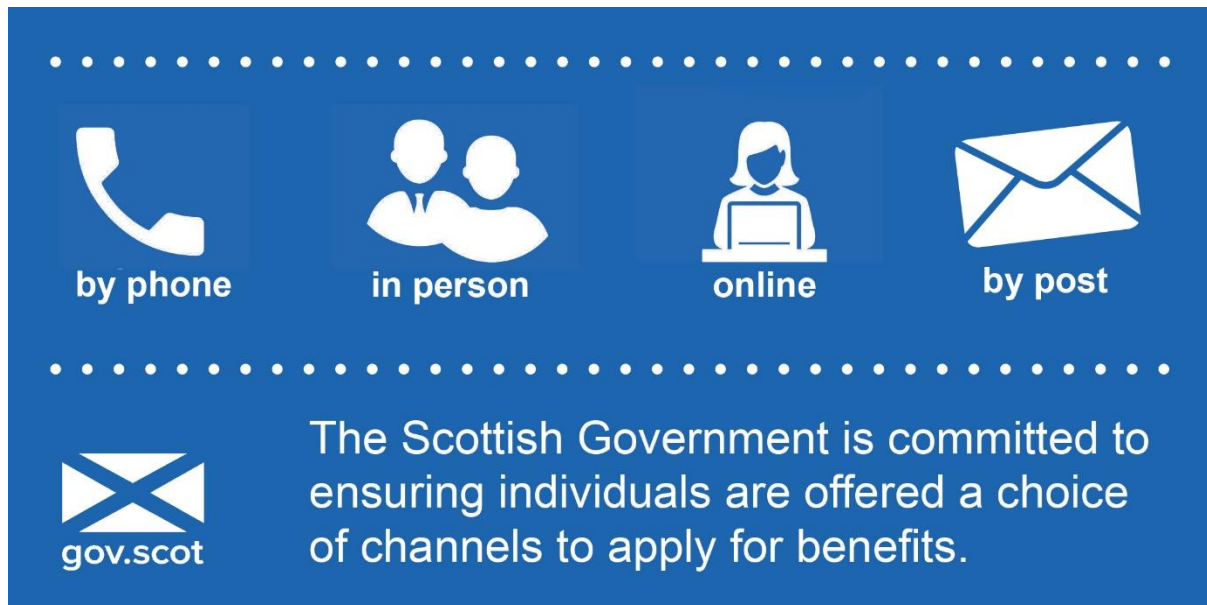 by phone
in person
online
by post
The Scottish Government is committed to
ensuring individuals are offered a choice
of channels to apply for benefits.
gov.scot